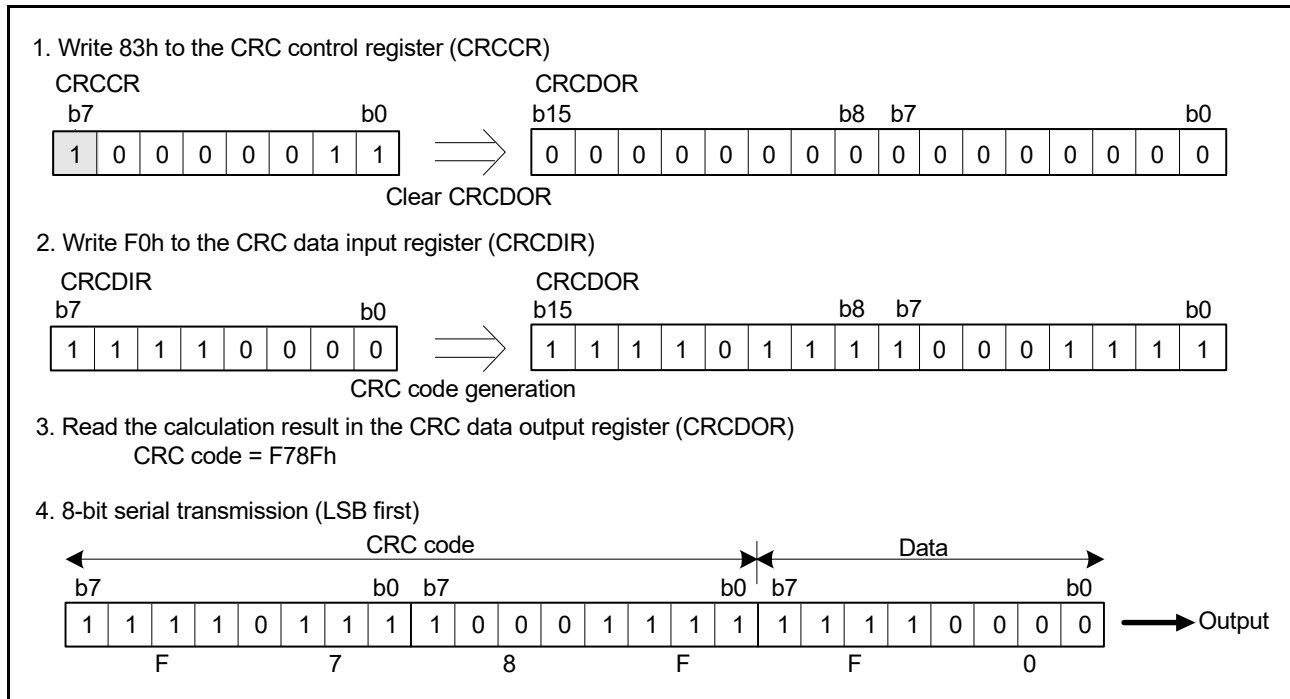 1. Write 83h to the CRC control register (CRCCR)
CRCCR CRCDOR
b7 b0 b15 b8 b7 b0
1 0 0 0 0 0 1 1 0 0 0 0 0 0 0 0 0 0 0 0 0 0 0 0
Clear CRCDOR
2. Write F0h to the CRC data input register (CRCDIR)
CRCDIR CRCDOR
b7 b0 b15 b8 b7 b0
1 1 1 1 0 0 0 0 1 1 1 1 0 1 1 1 1 0 0 0 1 1 1 1
CRC code generation
3. Read the calculation result in the CRC data output register (CRCDOR)
CRC code = F78Fh
4. 8-bit serial transmission (LSB first)
CRC code Data
b7 b0 b7 b0 b7 b0
1 1 1 1 0 1 1 1 1 0 0 0 1 1 1 1 1 1 1 1 0 0 0 0 Output
F 7 8 F F 0